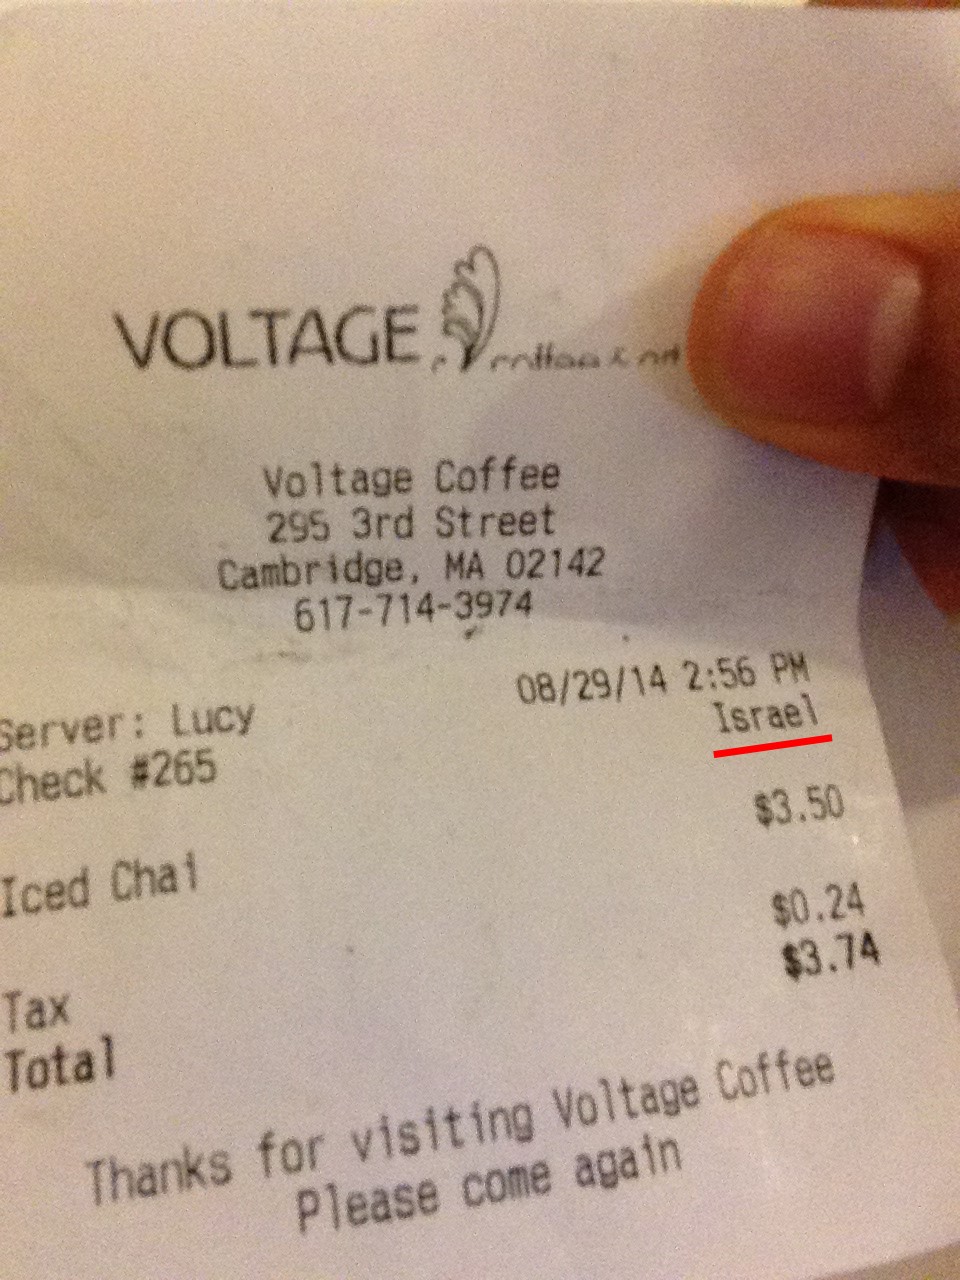 VOLTAGE coffee & art
Voltage Coffee
295 3rd Street
Cambridge, MA 02142
617-714-3974
08/29/14 2:56 PM
Server: Lucy Israel
Check #265
$3.50
Iced Chai
$0.24
$3.74
Tax
Total
Thanks for visiting Voltage Coffee
Please come again